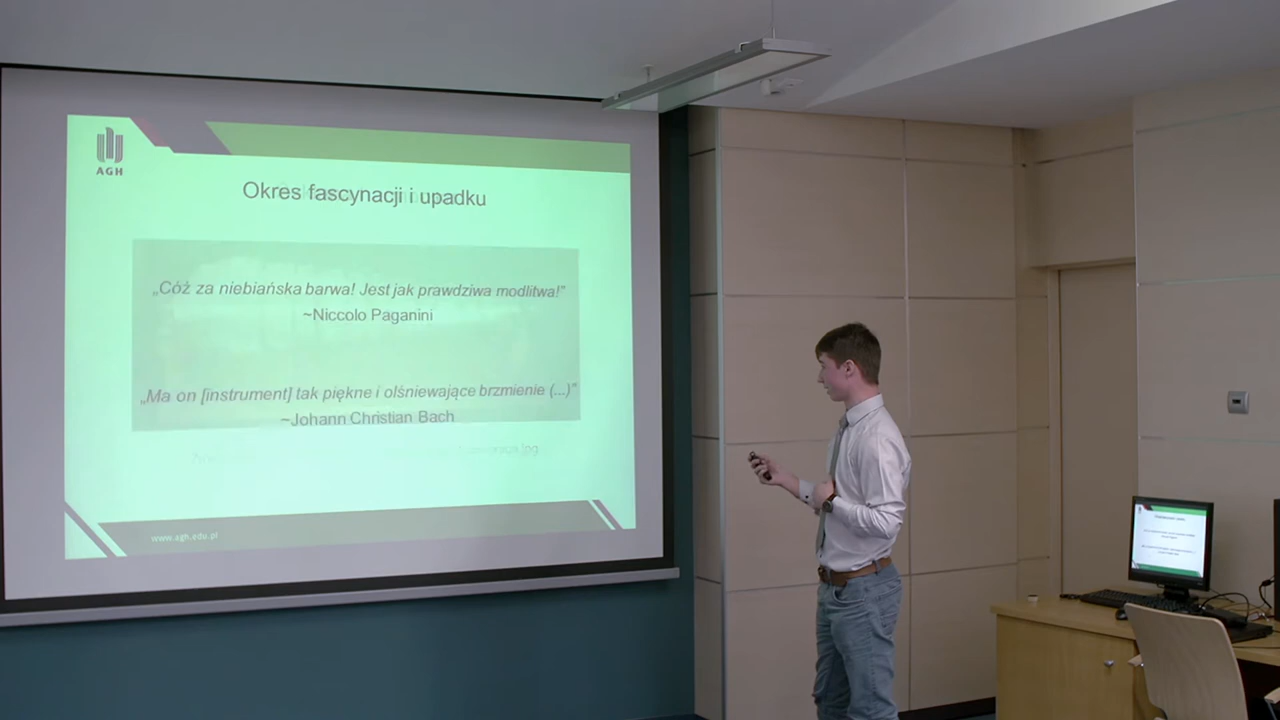 AGH
Okres fascynacji i upadku
„Cóż za niebiańska barwa! Jest jak prawdziwa modlitwa!”
~Niccolo Paganini
„Ma on [instrument] tak piękne i olśniewające brzmienie (...)”
~Johann Christian Bach
www.agh.edu.pl